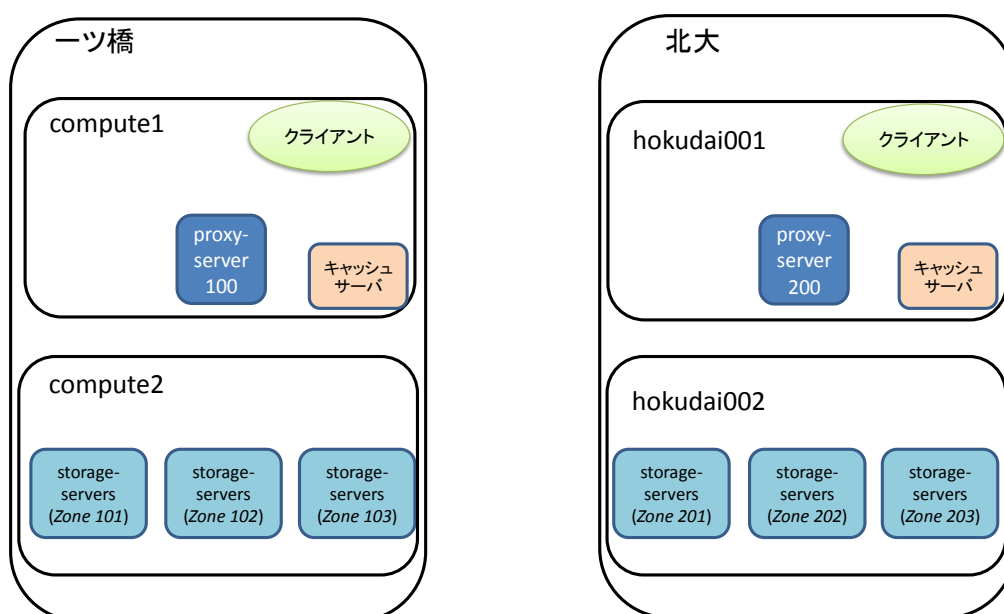 一ツ橋
compute1
クライアント
proxy-
server
100
キャッシュ
サーバ
compute2
storage-
servers
(Zone 101)
storage-
servers
(Zone 102)
storage-
servers
(Zone 103)
北大
hokudai001
クライアント
proxy-
server
200
キャッシュ
サーバ
hokudai002
storage-
servers
(Zone 201)
storage-
servers
(Zone 202)
storage-
servers
(Zone 203)